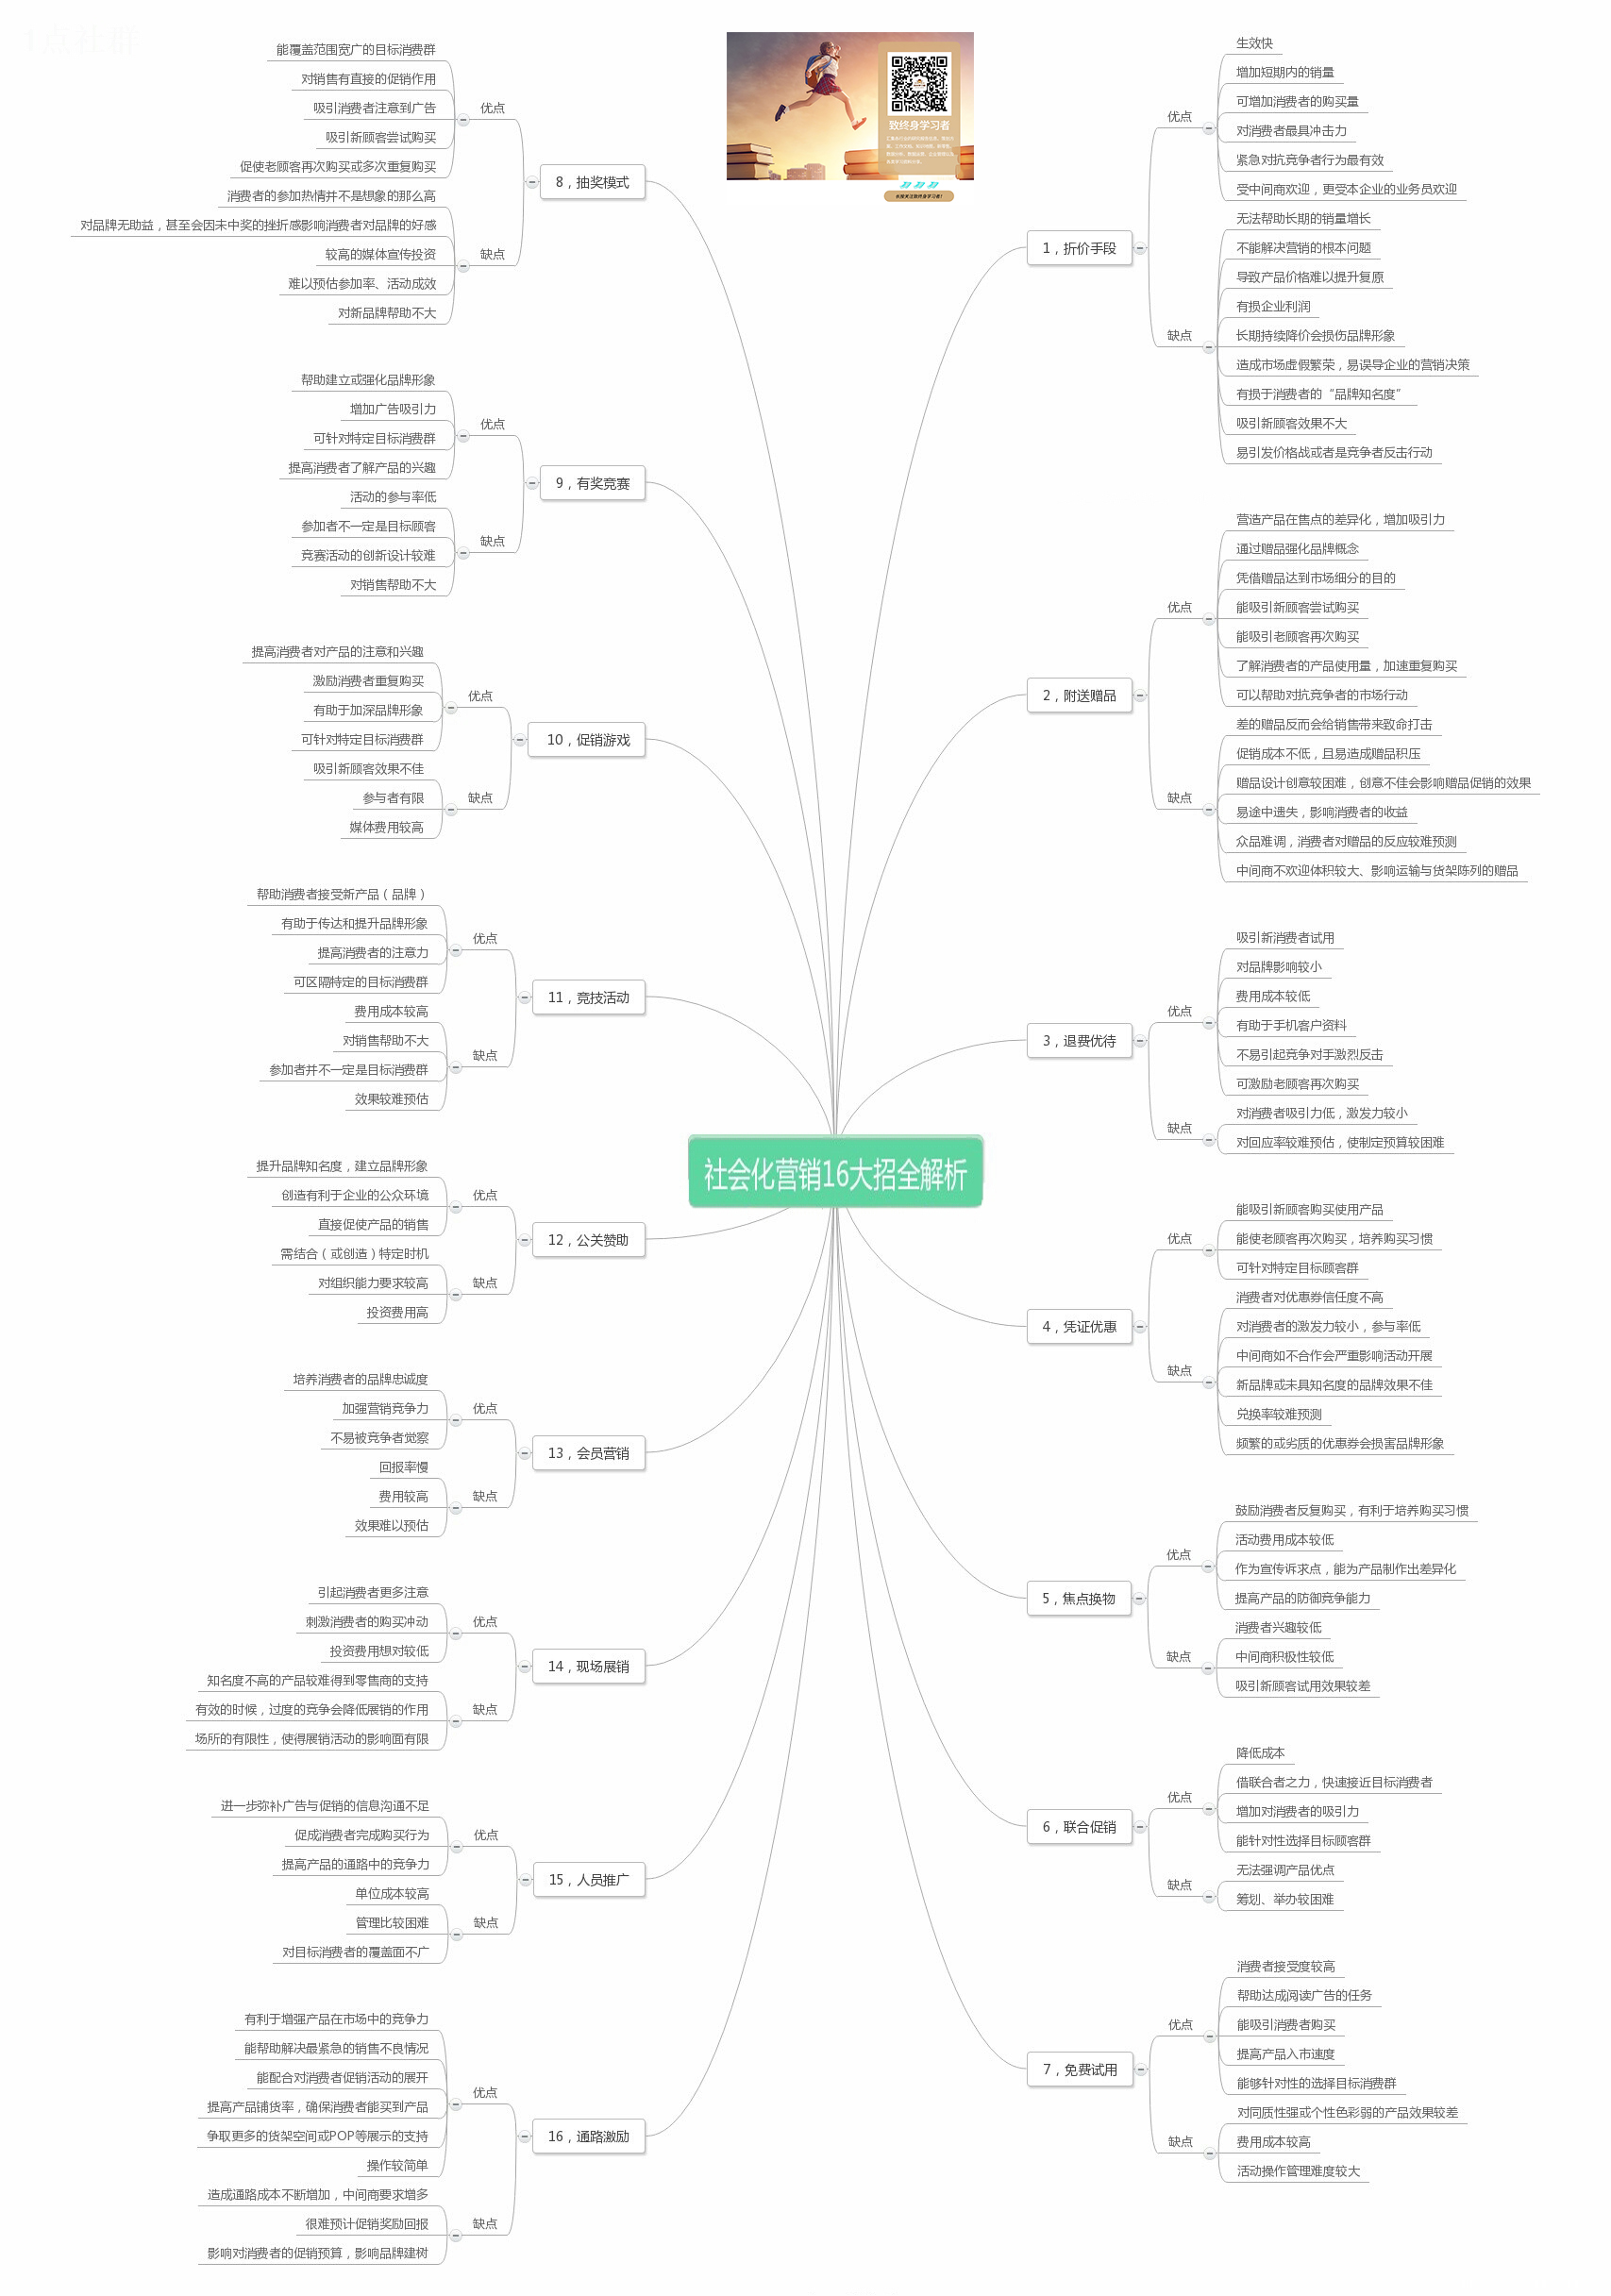 社会化营销16大招全解析
致终身学习者
长按关注致终身学习者！
1，折价手段
优点
生效快
增加短期内的销量
可增加消费者的购买量
对消费者最具冲击力
紧急对抗竞争者行为最有效
受中间商欢迎，更受本企业的业务员欢迎
缺点
无法帮助长期的销量增长
不能解决营销的根本问题
导致产品价格难以提升复原
有损企业利润
长期持续降价会损伤品牌形象
造成市场虚假繁荣，易误导企业的营销决策
有损于消费者的“品牌知名度”
吸引新顾客效果不大
易引发价格战或者是竞争者反击行动
2，附送赠品
优点
营造产品在售点的差异化，增加吸引力
通过赠品强化品牌概念
凭借赠品达到市场细分的目的
能吸引新顾客尝试购买
能吸引老顾客再次购买
了解消费者的产品使用量，加速重复购买
可以帮助对抗竞争者的市场行动
缺点
差的赠品反而会给销售带来致命打击
促销成本不低，且易造成赠品积压
赠品设计创意较困难，创意不佳会影响赠品促销的效果
易途中遗失，影响消费者的收益
众品难调，消费者对赠品的反应较难预测
中间商不欢迎体积较大、影响运输与货架陈列的赠品
3，退费优待
优点
吸引新消费者试用
对品牌影响较小
费用成本较低
有助于手机客户资料
不易引起竞争对手激烈反击
可激励老顾客再次购买
缺点
对消费者吸引力低，激发力较小
对回应率较难预估，使制定预算较困难
4，凭证优惠
优点
能吸引新顾客购买使用产品
能使老顾客再次购买，培养购买习惯
可针对特定目标顾客群
缺点
消费者对优惠券信任度不高
对消费者的激发力较小，参与率低
中间商如不合作会严重影响活动开展
新品牌或未具知名度的品牌效果不佳
兑换率较难预测
频繁的或劣质的优惠券会损害品牌形象
5，焦点换物
优点
鼓励消费者反复购买，有利于培养购买习惯
活动费用成本较低
作为宣传诉求点，能为产品制作出差异化
提高产品的防御竞争能力
缺点
消费者兴趣较低
中间商积极性较低
吸引新顾客试用效果较差
6，联合促销
优点
降低成本
借联合者之力，快速接近目标消费者
增加对消费者的吸引力
能针对性选择目标顾客群
缺点
无法强调产品优点
筹划、举办较困难
7，免费试用
优点
消费者接受度较高
帮助达成阅读广告的任务
能吸引消费者购买
提高产品入市速度
能够针对性的选择目标消费群
缺点
对同质性强或个性色彩弱的产品效果较差
费用成本较高
活动操作管理难度较大
8，抽奖模式
优点
能覆盖范围宽广的目标消费群
对销售有直接的促销作用
吸引消费者注意到广告
吸引新顾客尝试购买
促使老顾客再次购买或多次重复购买
缺点
消费者的参加热情并不是想象的那么高
对品牌无助益，甚至会因未中奖的挫折感影响消费者对品牌的好感
较高的媒体宣传投资
难以预估参加率、活动成效
对新品牌帮助不大
9，有奖竞赛
优点
帮助建立或强化品牌形象
增加广告吸引力
可针对特定目标消费群
提高消费者了解产品的兴趣
缺点
活动的参与率低
参加者不一定是目标顾客
竞赛活动的创新设计较难
对销售帮助不大
10，促销游戏
优点
提高消费者对产品的注意和兴趣
激励消费者重复购买
有助于加深品牌形象
可针对特定目标消费群
缺点
吸引新顾客效果不佳
参与者有限
媒体费用较高
11，竞技活动
优点
帮助消费者接受新产品（品牌）
有助于传达和提升品牌形象
提高消费者的注意力
可区隔特定的目标消费群
缺点
费用成本较高
对销售帮助不大
参加者并不一定是目标消费群
效果较难预估
12，公关赞助
优点
提升品牌知名度，建立品牌形象
创造有利于企业的公众环境
直接促使产品的销售
缺点
需结合（或创造）特定时机
对组织能力要求较高
投资费用高
13，会员营销
优点
培养消费者的品牌忠诚度
加强营销竞争力
不易被竞争者觉察
缺点
回报率慢
费用较高
效果难以预估
14，现场展销
优点
引起消费者更多注意
刺激消费者的购买冲动
投资费用想对较低
缺点
知名度不高的产品较难得到零售商的支持
有效的时候，过度的竞争会降低展销的作用
场所的有限性，使得展销活动的影响面有限
15，人员推广
优点
进一步弥补广告与促销的信息沟通不足
促成消费者完成购买行为
提高产品的通路中的竞争力
缺点
单位成本较高
管理比较困难
对目标消费者的覆盖面不广
16，通路激励
优点
有利于增强产品在市场中的竞争力
能帮助解决最紧急的销售不良情况
能配合对消费者促销活动的展开
提高产品铺货率，确保消费者能买到产品
争取更多的货架空间或POP等展示的支持
操作较简单
缺点
造成通路成本不断增加，中间商要求增多
很难预计促销奖励回报
影响对消费者的促销预算，影响品牌建树